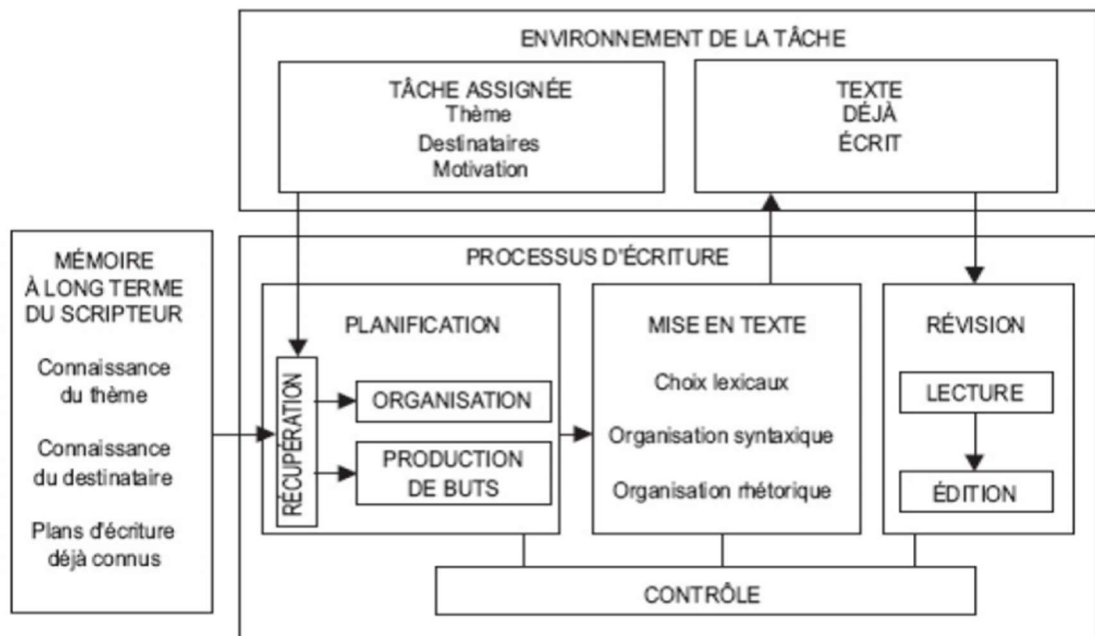 ENVIRONNEMENT DE LA TÂCHE
TÂCHE ASSIGNÉE
Thème
Destinataires
Motivation
TEXTE
DÉJÀ
ÉCRIT
MÉMOIRE
À LONG TERME
DU SCRIPTEUR
Connaissance
du thème
Connaissance
du destinataire
Plans d'écriture
déjà connus
PROCESSUS D'ÉCRITURE
PLANIFICATION
RÉCUPÉRATION
ORGANISATION
PRODUCTION
DE BUTS
MISE EN TEXTE
Choix lexicaux
Organisation syntaxique
Organisation rhétorique
RÉVISION
LECTURE
ÉDITION
CONTRÔLE